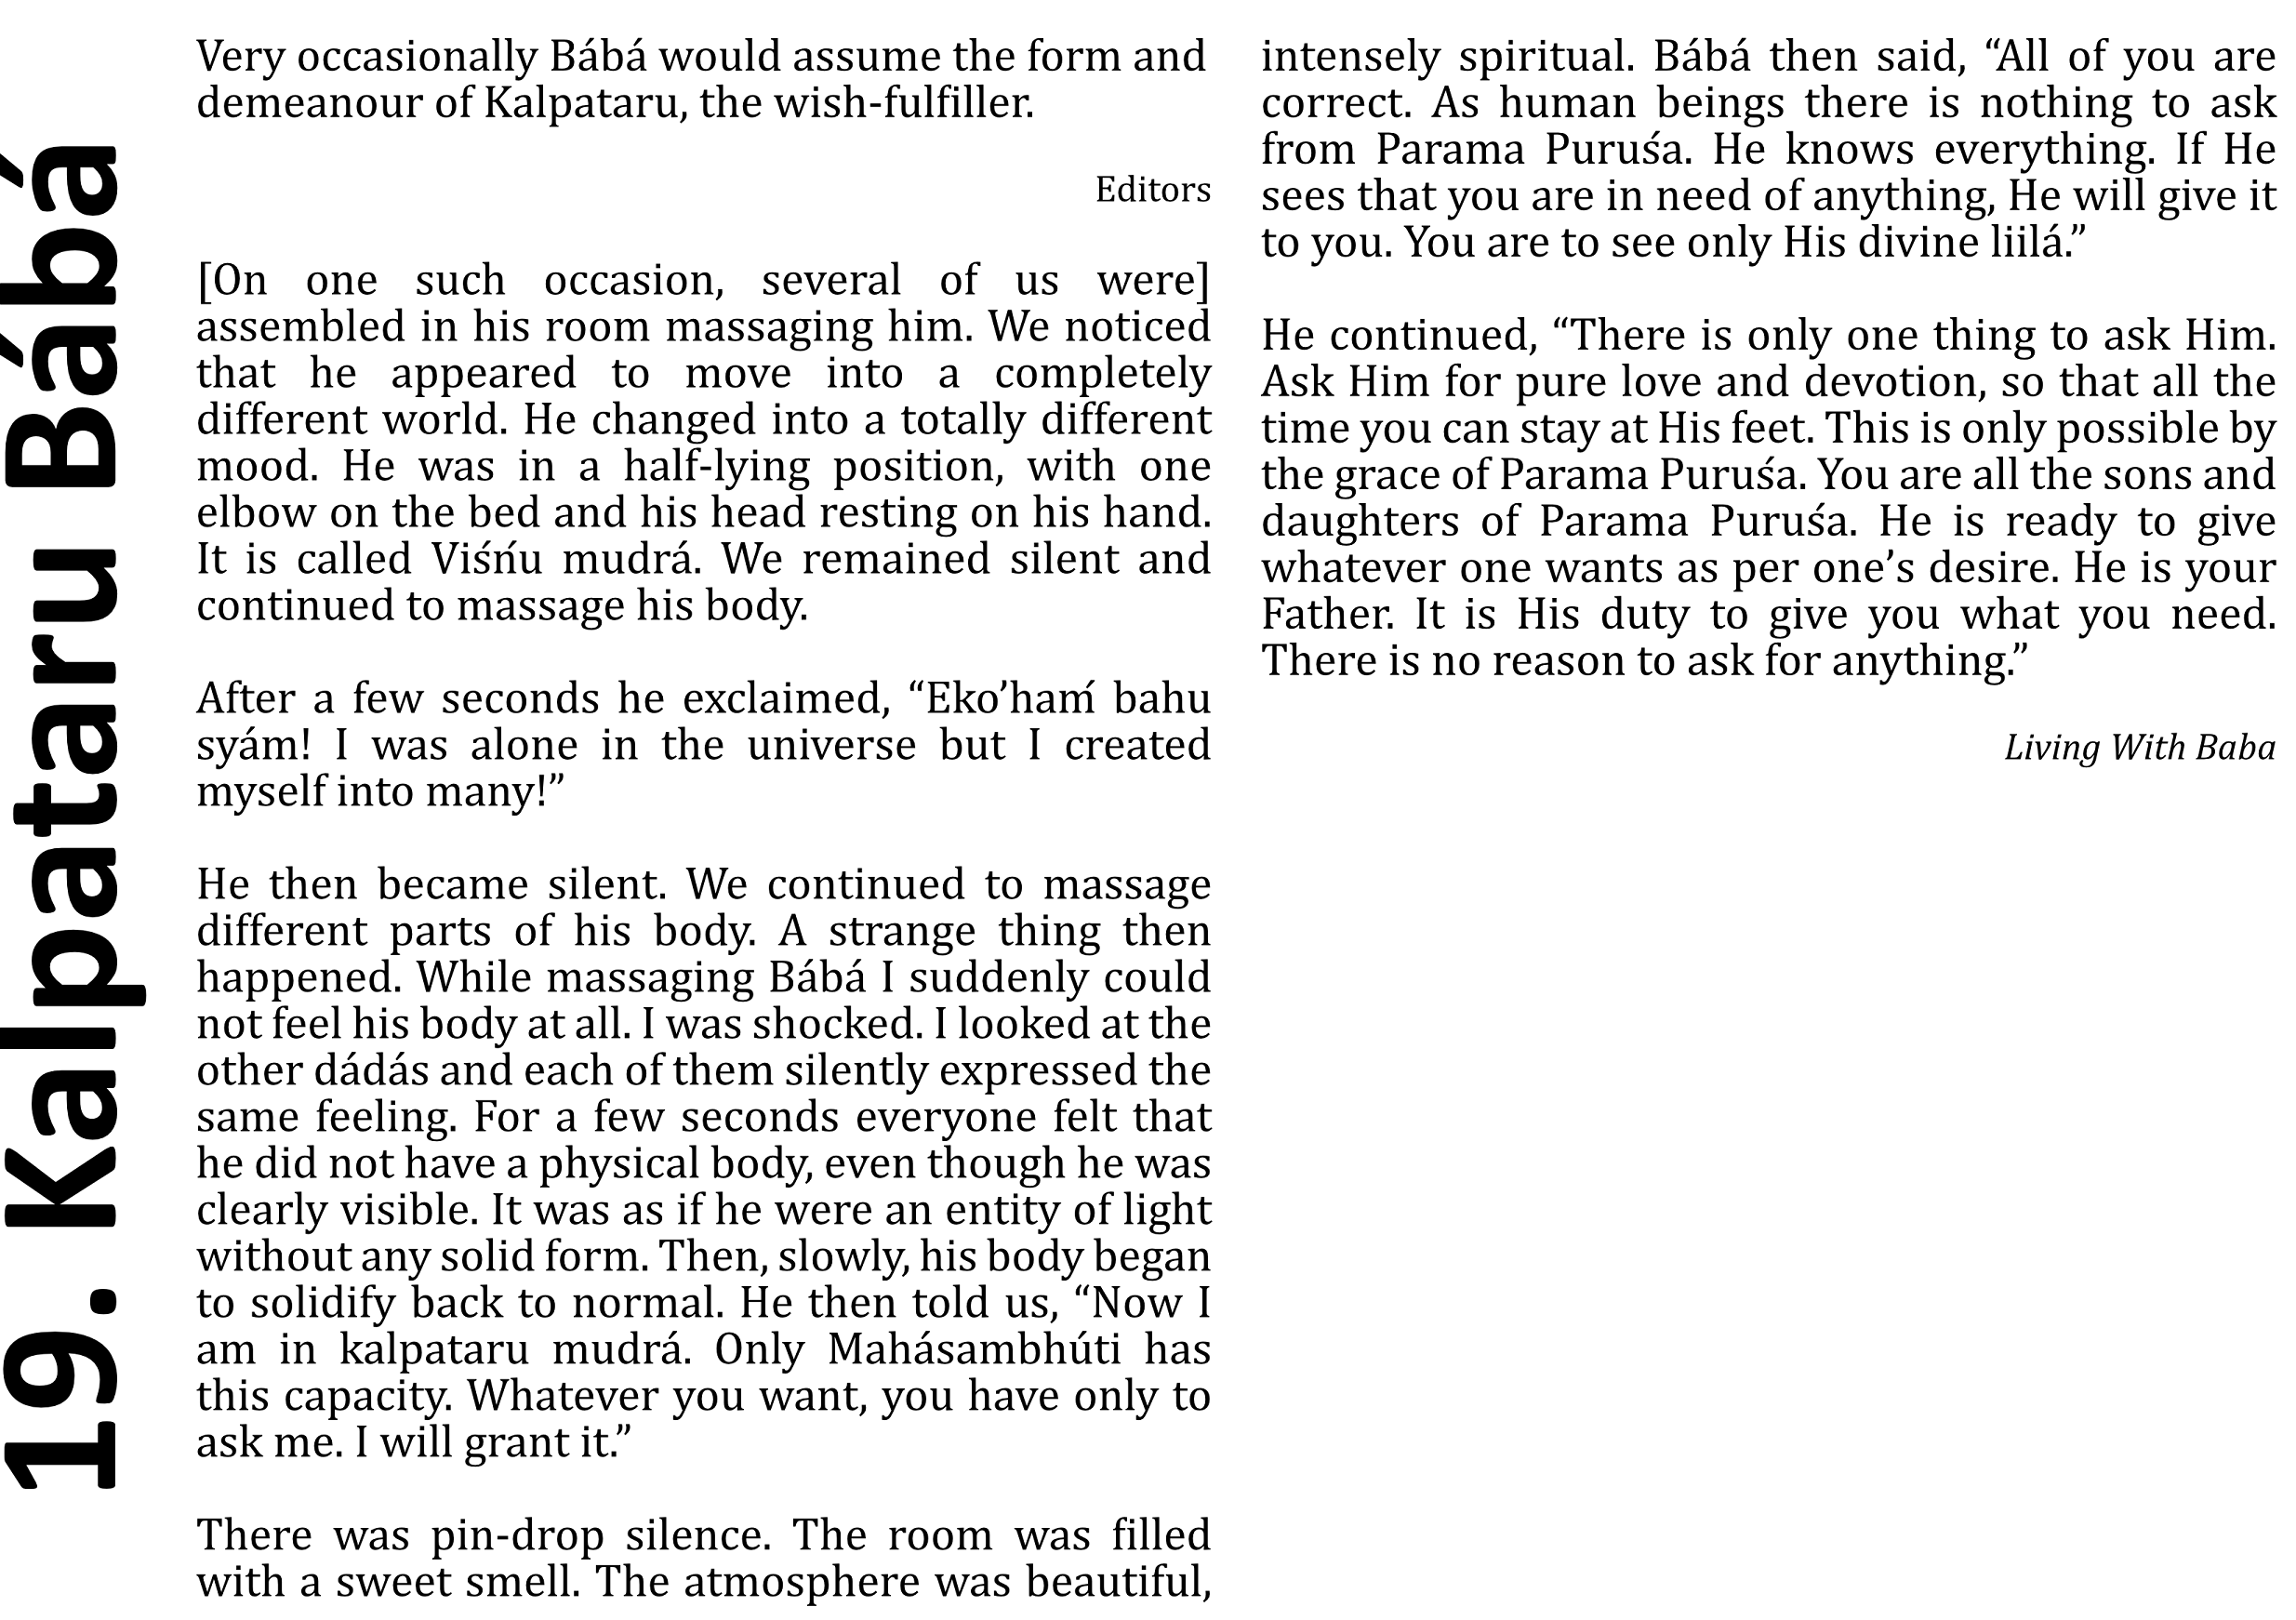 19. Kalpataru Bábá
Very occasionally Bábá would assume the form and
demeanour of Kalpataru, the wish-fulfiller.
Editors
[On one such occasion, several of us were]
assembled in his room massaging him. We noticed
that he appeared to move into a completely
different world. He changed into a totally different
mood. He was in a half-lying position, with one
elbow on the bed and his head resting on his hand.
It is called Viśńu mudrá. We remained silent and
continued to massage his body.
After a few seconds he exclaimed, “Eko’haḿ bahu
syám! I was alone in the universe but I created
myself into many!”
He then became silent. We continued to massage
different parts of his body. A strange thing then
happened. While massaging Bábá I suddenly could
not feel his body at all. I was shocked. I looked at the
other dádás and each of them silently expressed the
same feeling. For a few seconds everyone felt that
he did not have a physical body, even though he was
clearly visible. It was as if he were an entity of light
without any solid form. Then, slowly, his body began
to solidify back to normal. He then told us, “Now I
am in kalpataru mudrá. Only Mahásambhúti has
this capacity. Whatever you want, you have only to
ask me. I will grant it.”
There was pin-drop silence. The room was filled
with a sweet smell. The atmosphere was beautiful,
intensely spiritual. Bábá then said, “All of you are
correct. As human beings there is nothing to ask
from Parama Puruśa. He knows everything. If He
sees that you are in need of anything, He will give it
to you. You are to see only His divine liilá.”
He continued, “There is only one thing to ask Him.
Ask Him for pure love and devotion, so that all the
time you can stay at His feet. This is only possible by
the grace of Parama Puruśa. You are all the sons and
daughters of Parama Puruśa. He is ready to give
whatever one wants as per one’s desire. He is your
Father. It is His duty to give you what you need.
There is no reason to ask for anything.”
Living With Baba